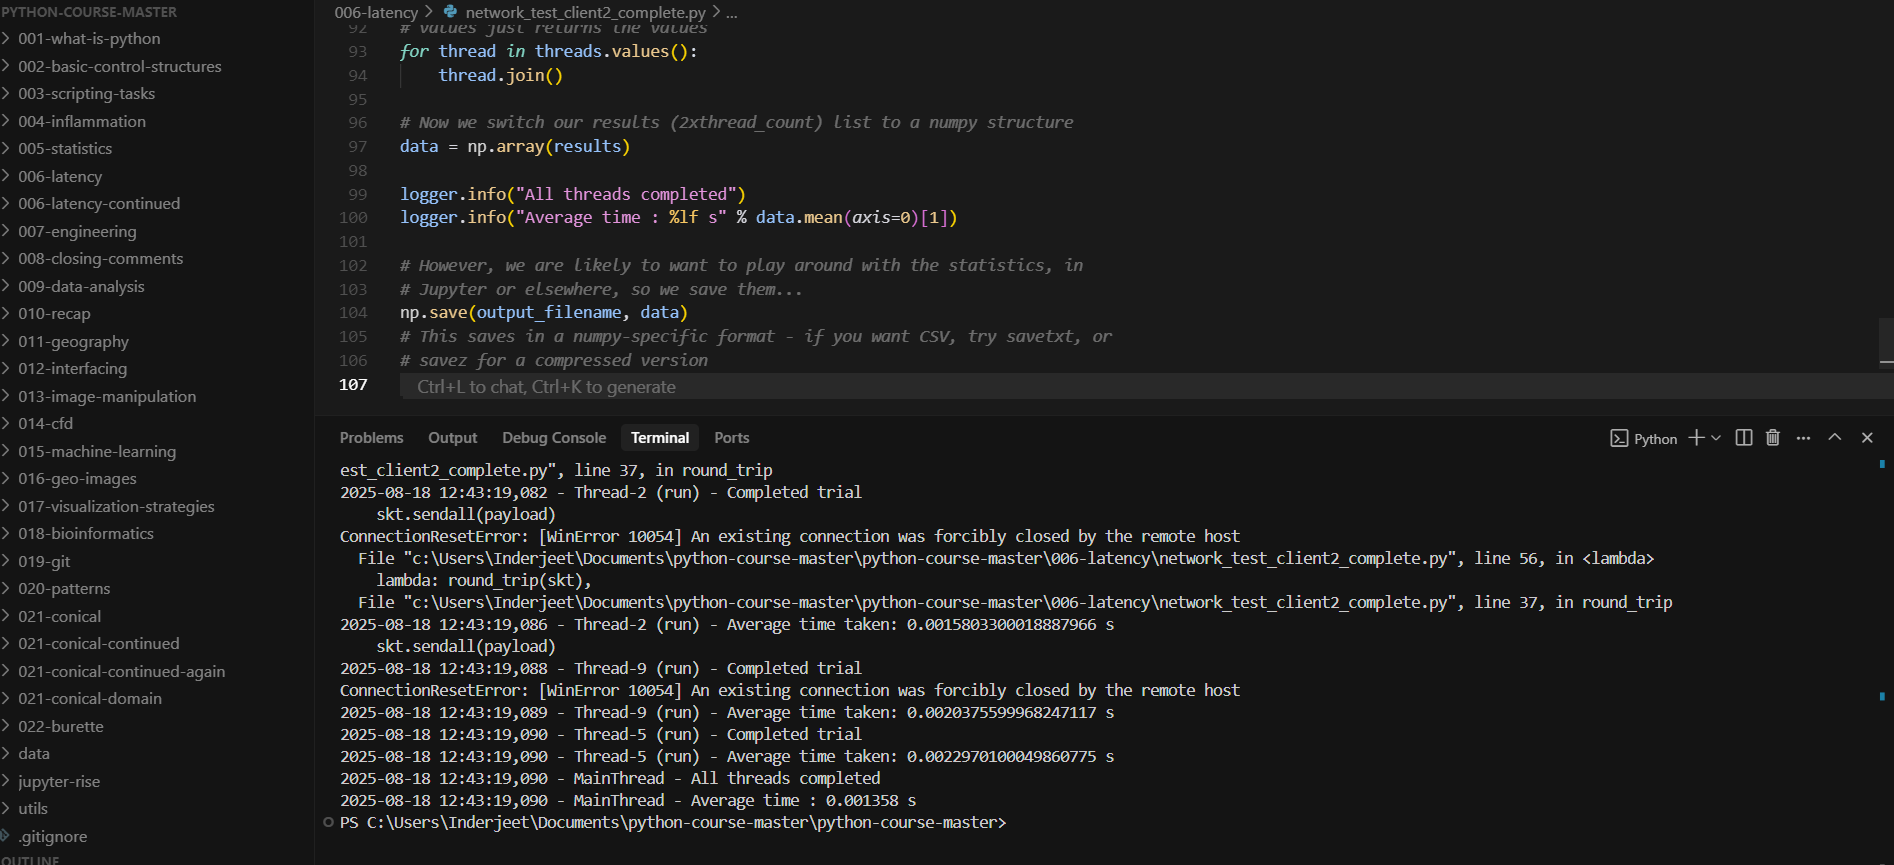 PYTHON-COURSE-MASTER
001-what-is-python
002-basic-control-structures
003-scripting-tasks
004-inflammation
005-statistics
006-latency
006-latency-continued
007-engineering
008-closing-comments
009-data-analysis
010-recap
011-geography
012-interfacing
013-image-manipulation
014-cfd
015-machine-learning
016-geo-images
017-visualization-strategies
018-bioinformatics
019-git
020-patterns
021-conical
021-conical-continued
021-conical-continued-again
021-conical-domain
022-burette
data
jupyter-rise
utils
.gitignore
OUTLINE
006-latency > network_test_client2_complete.py > ...
92 # values just returns the values
93 for thread in threads.values():
94 thread.join()
95
96 # Now we switch our results (2xthread_count) list to a numpy structure
97 data = np.array(results)
98
99 logger.info("All threads completed")
100 logger.info("Average time : %lf s" % data.mean(axis=0)[1])
101
102 # However, we are likely to want to play around with the statistics, in
103 # Jupyter or elsewhere, so we save them...
104 np.save(output_filename, data)
105 # This saves in a numpy-specific format - if you want CSV, try savetxt, or
106 # savez for a compressed version
107 Ctrl+L to chat, Ctrl+K to generate
Problems Output Debug Console Terminal Ports
Python
est_client2_complete.py", line 37, in round_trip
2025-08-18 12:43:19,082 - Thread-2 (run) - Completed trial
skt.sendall(payload)
ConnectionResetError: [WinError 10054] An existing connection was forcibly closed by the remote host
File "c:\Users\Inderjeet\Documents\python-course-master\python-course-master\006-latency\network_test_client2_complete.py", line 56, in <lambda>
lambda: round_trip(skt),
File "c:\Users\Inderjeet\Documents\python-course-master\python-course-master\006-latency\network_test_client2_complete.py", line 37, in round_trip
2025-08-18 12:43:19,086 - Thread-2 (run) - Average time taken: 0.0015803300018887966 s
skt.sendall(payload)
2025-08-18 12:43:19,088 - Thread-9 (run) - Completed trial
ConnectionResetError: [WinError 10054] An existing connection was forcibly closed by the remote host
2025-08-18 12:43:19,089 - Thread-9 (run) - Average time taken: 0.0020375599968247117 s
2025-08-18 12:43:19,090 - Thread-5 (run) - Completed trial
2025-08-18 12:43:19,090 - Thread-5 (run) - Average time taken: 0.0022970100049860775 s
2025-08-18 12:43:19,090 - MainThread - All threads completed
2025-08-18 12:43:19,090 - MainThread - Average time : 0.001358 s
PS C:\Users\Inderjeet\Documents\python-course-master\python-course-master>